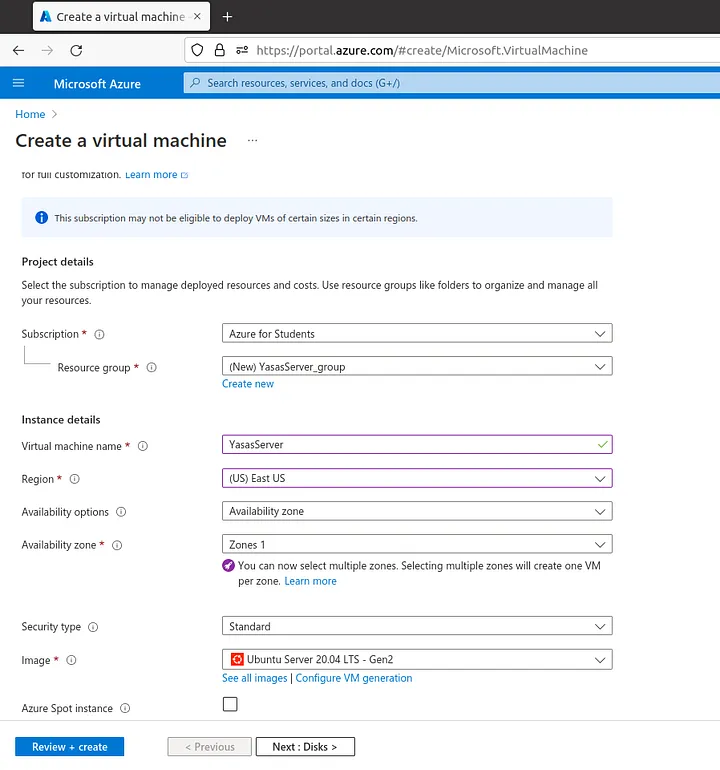 Create a virtual machine
https://portal.azure.com/#create/Microsoft.VirtualMachine
Microsoft Azure
Search resources, services, and docs (G+/)
Home
Create a virtual machine
...
for full customization. Learn more
This subscription may not be eligible to deploy VMs of certain sizes in certain regions.
Project details
Select the subscription to manage deployed resources and costs. Use resource groups like folders to organize and manage all
your resources.
Subscription *
Azure for Students
Resource group *
(New) YasasServer_group
Create new
Instance details
Virtual machine name *
YasasServer
Region *
(US) East US
Availability options
Availability zone
Availability zone *
Zones 1
You can now select multiple zones. Selecting multiple zones will create one VM
per zone. Learn more
Security type
Standard
Image *
Ubuntu Server 20.04 LTS - Gen2
See all images | Configure VM generation
Azure Spot instance
Review + create
< Previous
Next : Disks >